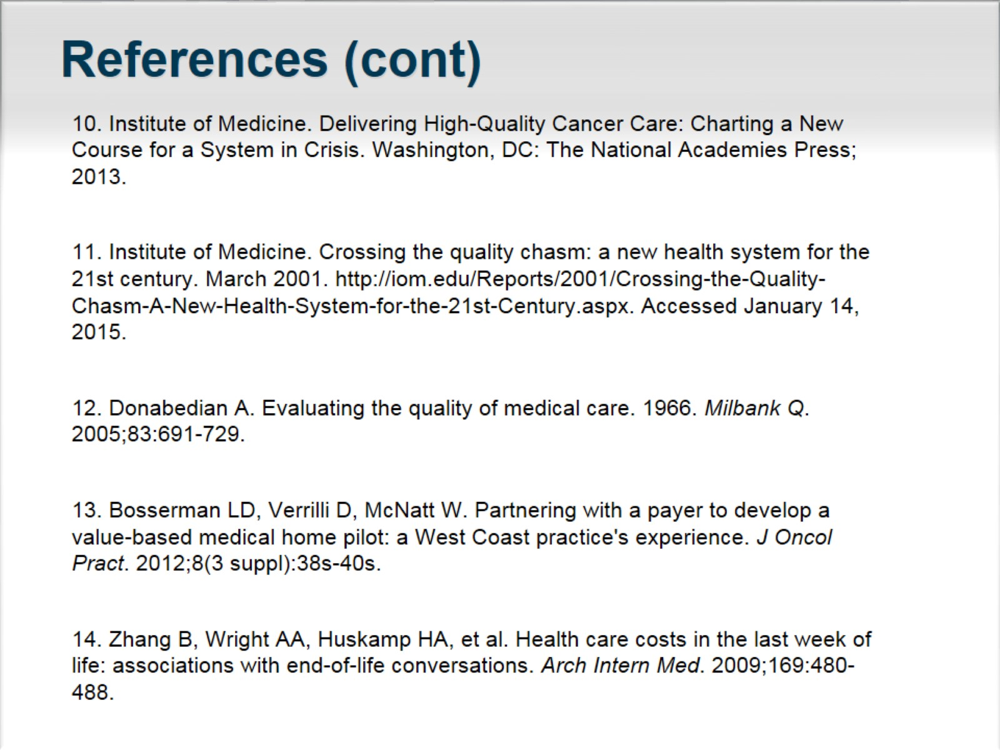 References (cont)
10. Institute of Medicine. Delivering High-Quality Cancer Care: Charting a New
Course for a System in Crisis. Washington, DC: The National Academies Press;
2013.
11. Institute of Medicine. Crossing the quality chasm: a new health system for the
21st century. March 2001. http://iom.edu/Reports/2001/Crossing-the-Quality-
Chasm-A-New-Health-System-for-the-21st-Century.aspx. Accessed January 14,
2015.
12. Donabedian A. Evaluating the quality of medical care. 1966. Milbank Q.
2005;83:691-729.
13. Bosserman LD, Verrilli D, McNatt W. Partnering with a payer to develop a
value-based medical home pilot: a West Coast practice's experience. J Oncol
Pract. 2012;8(3 suppl):38s-40s.
14. Zhang B, Wright AA, Huskamp HA, et al. Health care costs in the last week of
life: associations with end-of-life conversations. Arch Intern Med. 2009;169:480-
488.